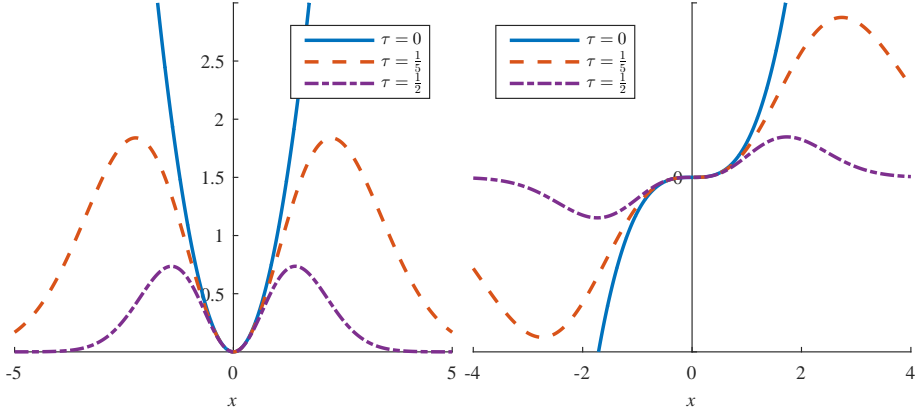 2.5
2
1.5
1
0.5
-5
0
5
x
τ = 0
τ = 1/5
τ = 1/2
0
-4
-2
0
2
4
x
τ = 0
τ = 1/5
τ = 1/2